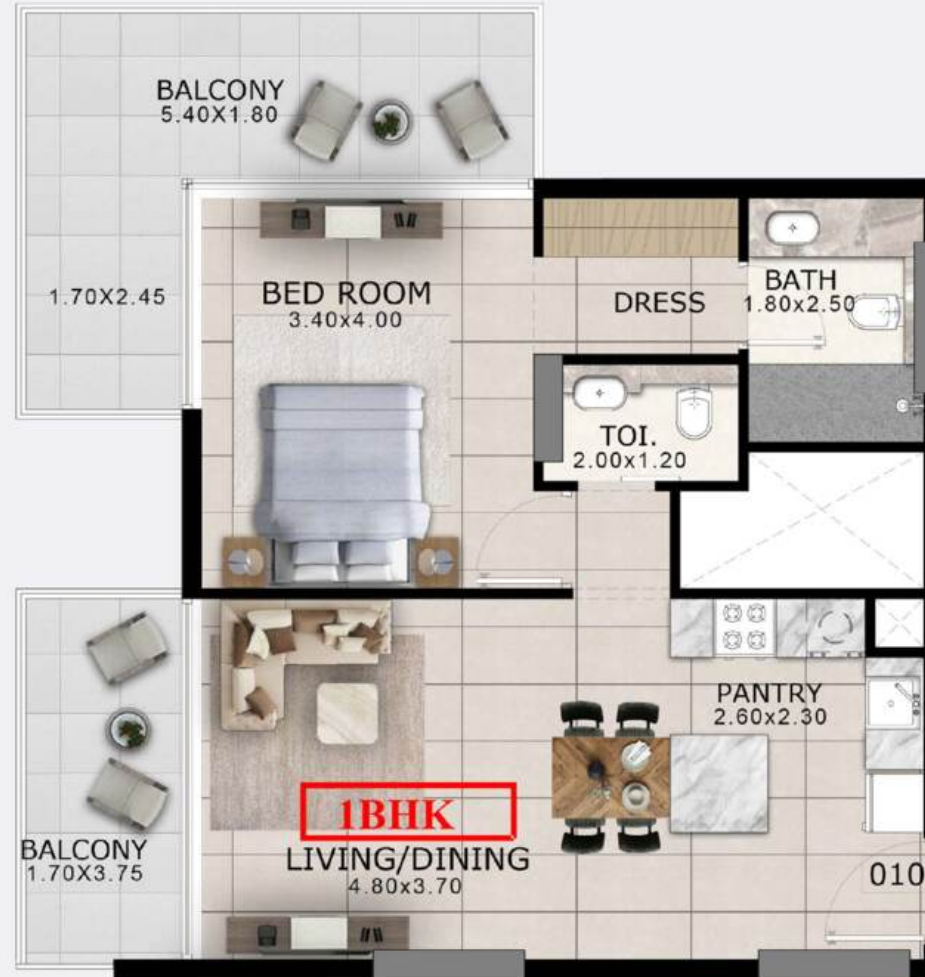 BALCONY
5.40X1.80
1.70X2.45
BED ROOM
3.40x4.00
DRESS
BATH
1.80x2.50
TOI.
2.00x1.20
PANTRY
2.60x2.30
1BHK
LIVING/DINING
4.80x3.70
BALCONY
1.70X3.75
010